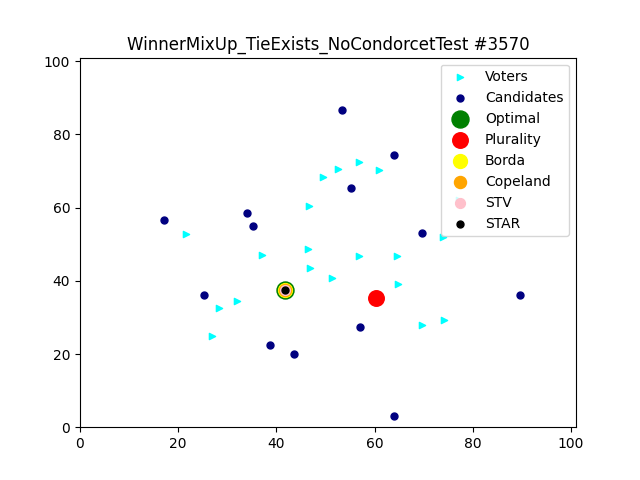 WinnerMixUp_TieExists_NoCondorcetTest #3570
100
80
60
40
20
0
0
20
40
60
80
100
Voters
Candidates
Optimal
Plurality
Borda
Copeland
STV
STAR